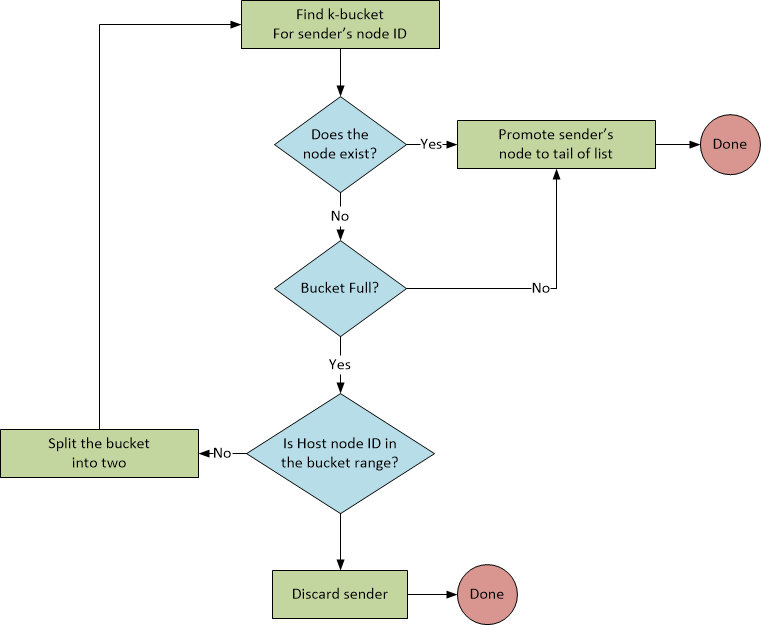 Find k-bucket
For sender's node ID
Does the
node exist?
Yes
Promote sender's
node to tail of list
Done
No
Bucket Full?
No
Yes
Split the bucket
into two
No
Is Host node ID in
the bucket range?
Discard sender
Done